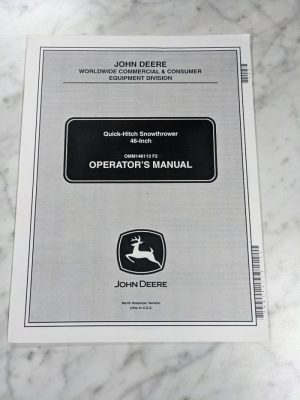 JOHN DEERE
WORLDWIDE COMMERCIAL & CONSUMER
EQUIPMENT DIVISION
Quick-Hitch Snowthrower
46-Inch
OMM146113 F2
OPERATOR'S MANUAL
JOHN DEERE
North American Version
Litho in U.S.A.